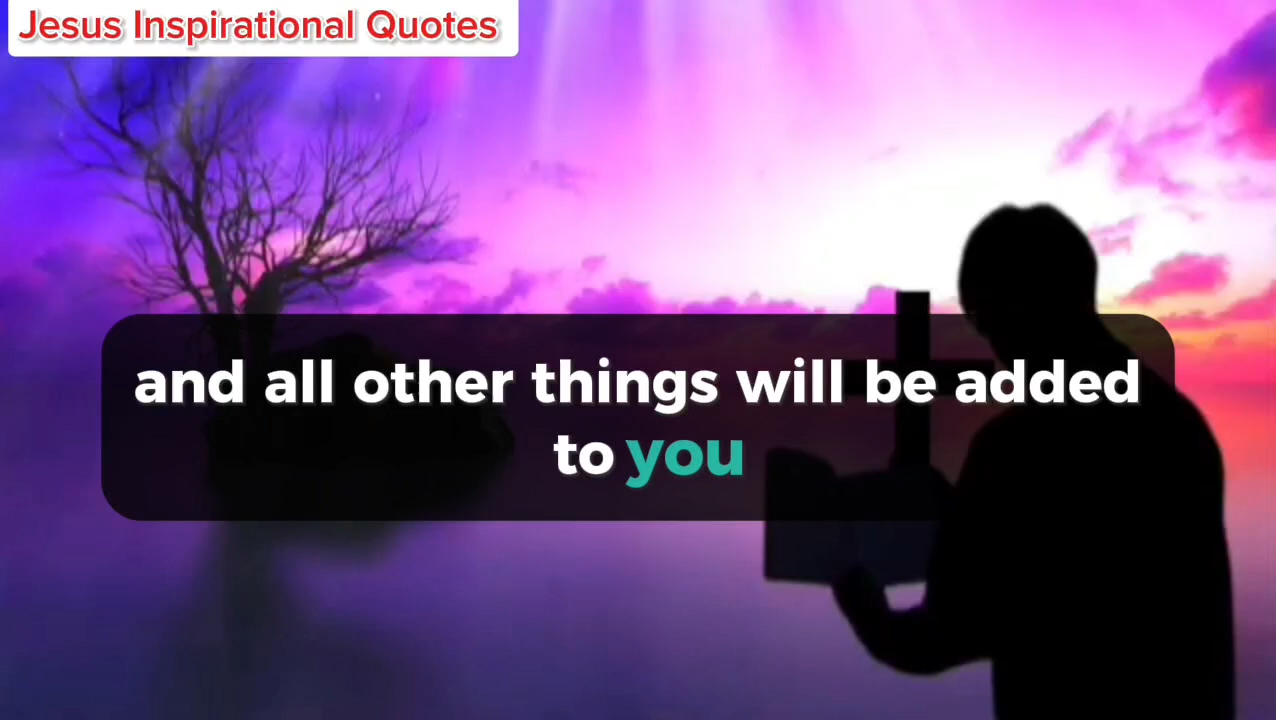 Jesus Inspirational Quotes
and all other things will be added
to you